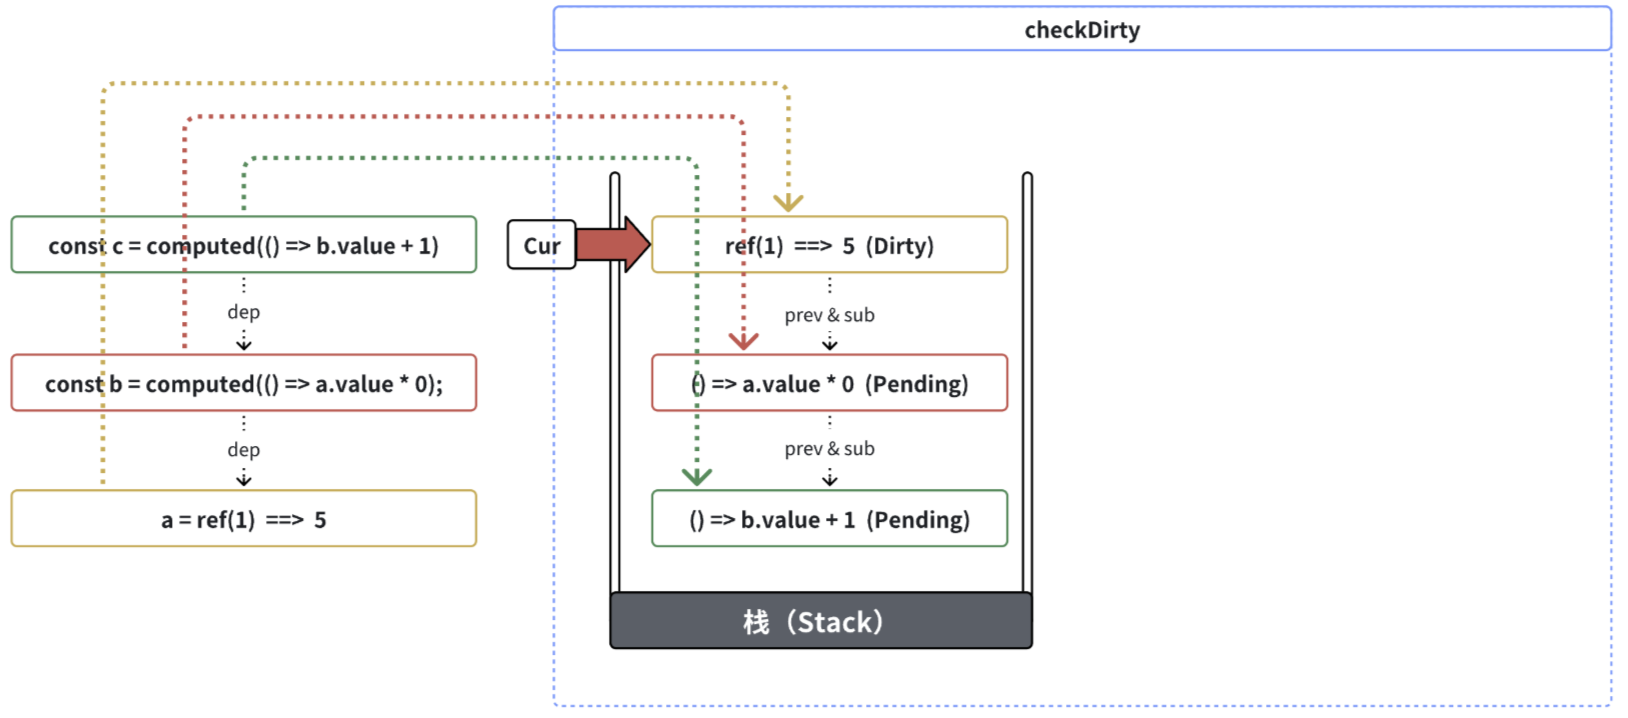 checkDirty
const c = computed(() => b.value + 1)
Cur
ref(1) ==> 5 (Dirty)
dep
prev & sub
const b = computed(() => a.value * 0);
() => a.value * 0 (Pending)
dep
prev & sub
a = ref(1) ==> 5
() => b.value + 1 (Pending)
栈（Stack）